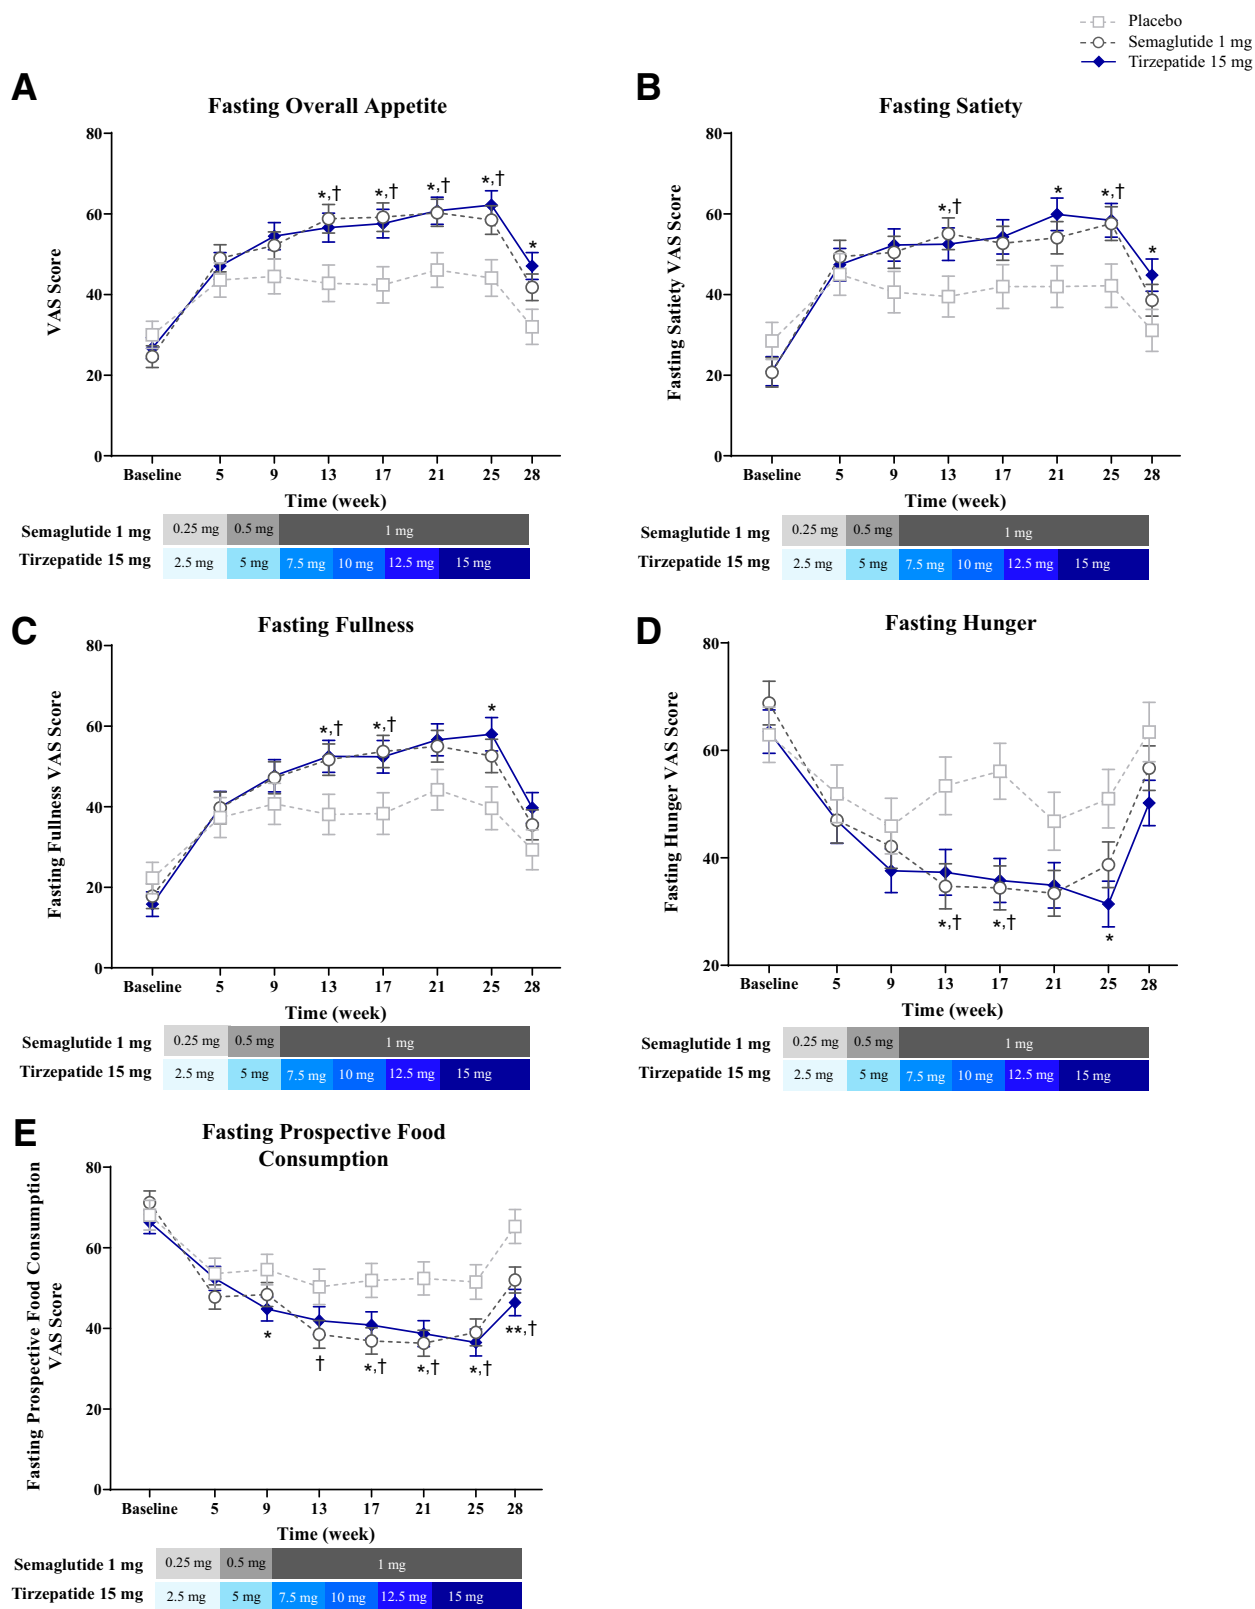 Placebo
Semaglutide 1 mg
Tirzepatide 15 mg
A
Fasting Overall Appetite
VAS Score
80
60
40
20
0
*,†
*,†
*,†
*,†
*
Baseline 5 9 13 17 21 25 28
Time (week)
Semaglutide 1 mg 0.25 mg 0.5 mg 1 mg
Tirzepatide 15 mg 2.5 mg 5 mg 7.5 mg 10 mg 12.5 mg 15 mg
B
Fasting Satiety
Fasting Satiety VAS Score
80
60
40
20
0
*,†
*
*,†
*
Baseline 5 9 13 17 21 25 28
Time (week)
Semaglutide 1 mg 0.25 mg 0.5 mg 1 mg
Tirzepatide 15 mg 2.5 mg 5 mg 7.5 mg 10 mg 12.5 mg 15 mg
C
Fasting Fullness
Fasting Fullness VAS Score
80
60
40
20
0
*,†
*,†
*
Baseline 5 9 13 17 21 25 28
Time (week)
Semaglutide 1 mg 0.25 mg 0.5 mg 1 mg
Tirzepatide 15 mg 2.5 mg 5 mg 7.5 mg 10 mg 12.5 mg 15 mg
D
Fasting Hunger
Fasting Hunger VAS Score
80
60
40
20
*,†
*,†
*
Baseline 5 9 13 17 21 25 28
Time (week)
Semaglutide 1 mg 0.25 mg 0.5 mg 1 mg
Tirzepatide 15 mg 2.5 mg 5 mg 7.5 mg 10 mg 12.5 mg 15 mg
E
Fasting Prospective Food
Consumption
Fasting Prospective Food Consumption
VAS Score
80
60
40
20
0
*
†
*,†
*,†
*,†
**,†
Baseline 5 9 13 17 21 25 28
Time (week)
Semaglutide 1 mg 0.25 mg 0.5 mg 1 mg
Tirzepatide 15 mg 2.5 mg 5 mg 7.5 mg 10 mg 12.5 mg 15 mg